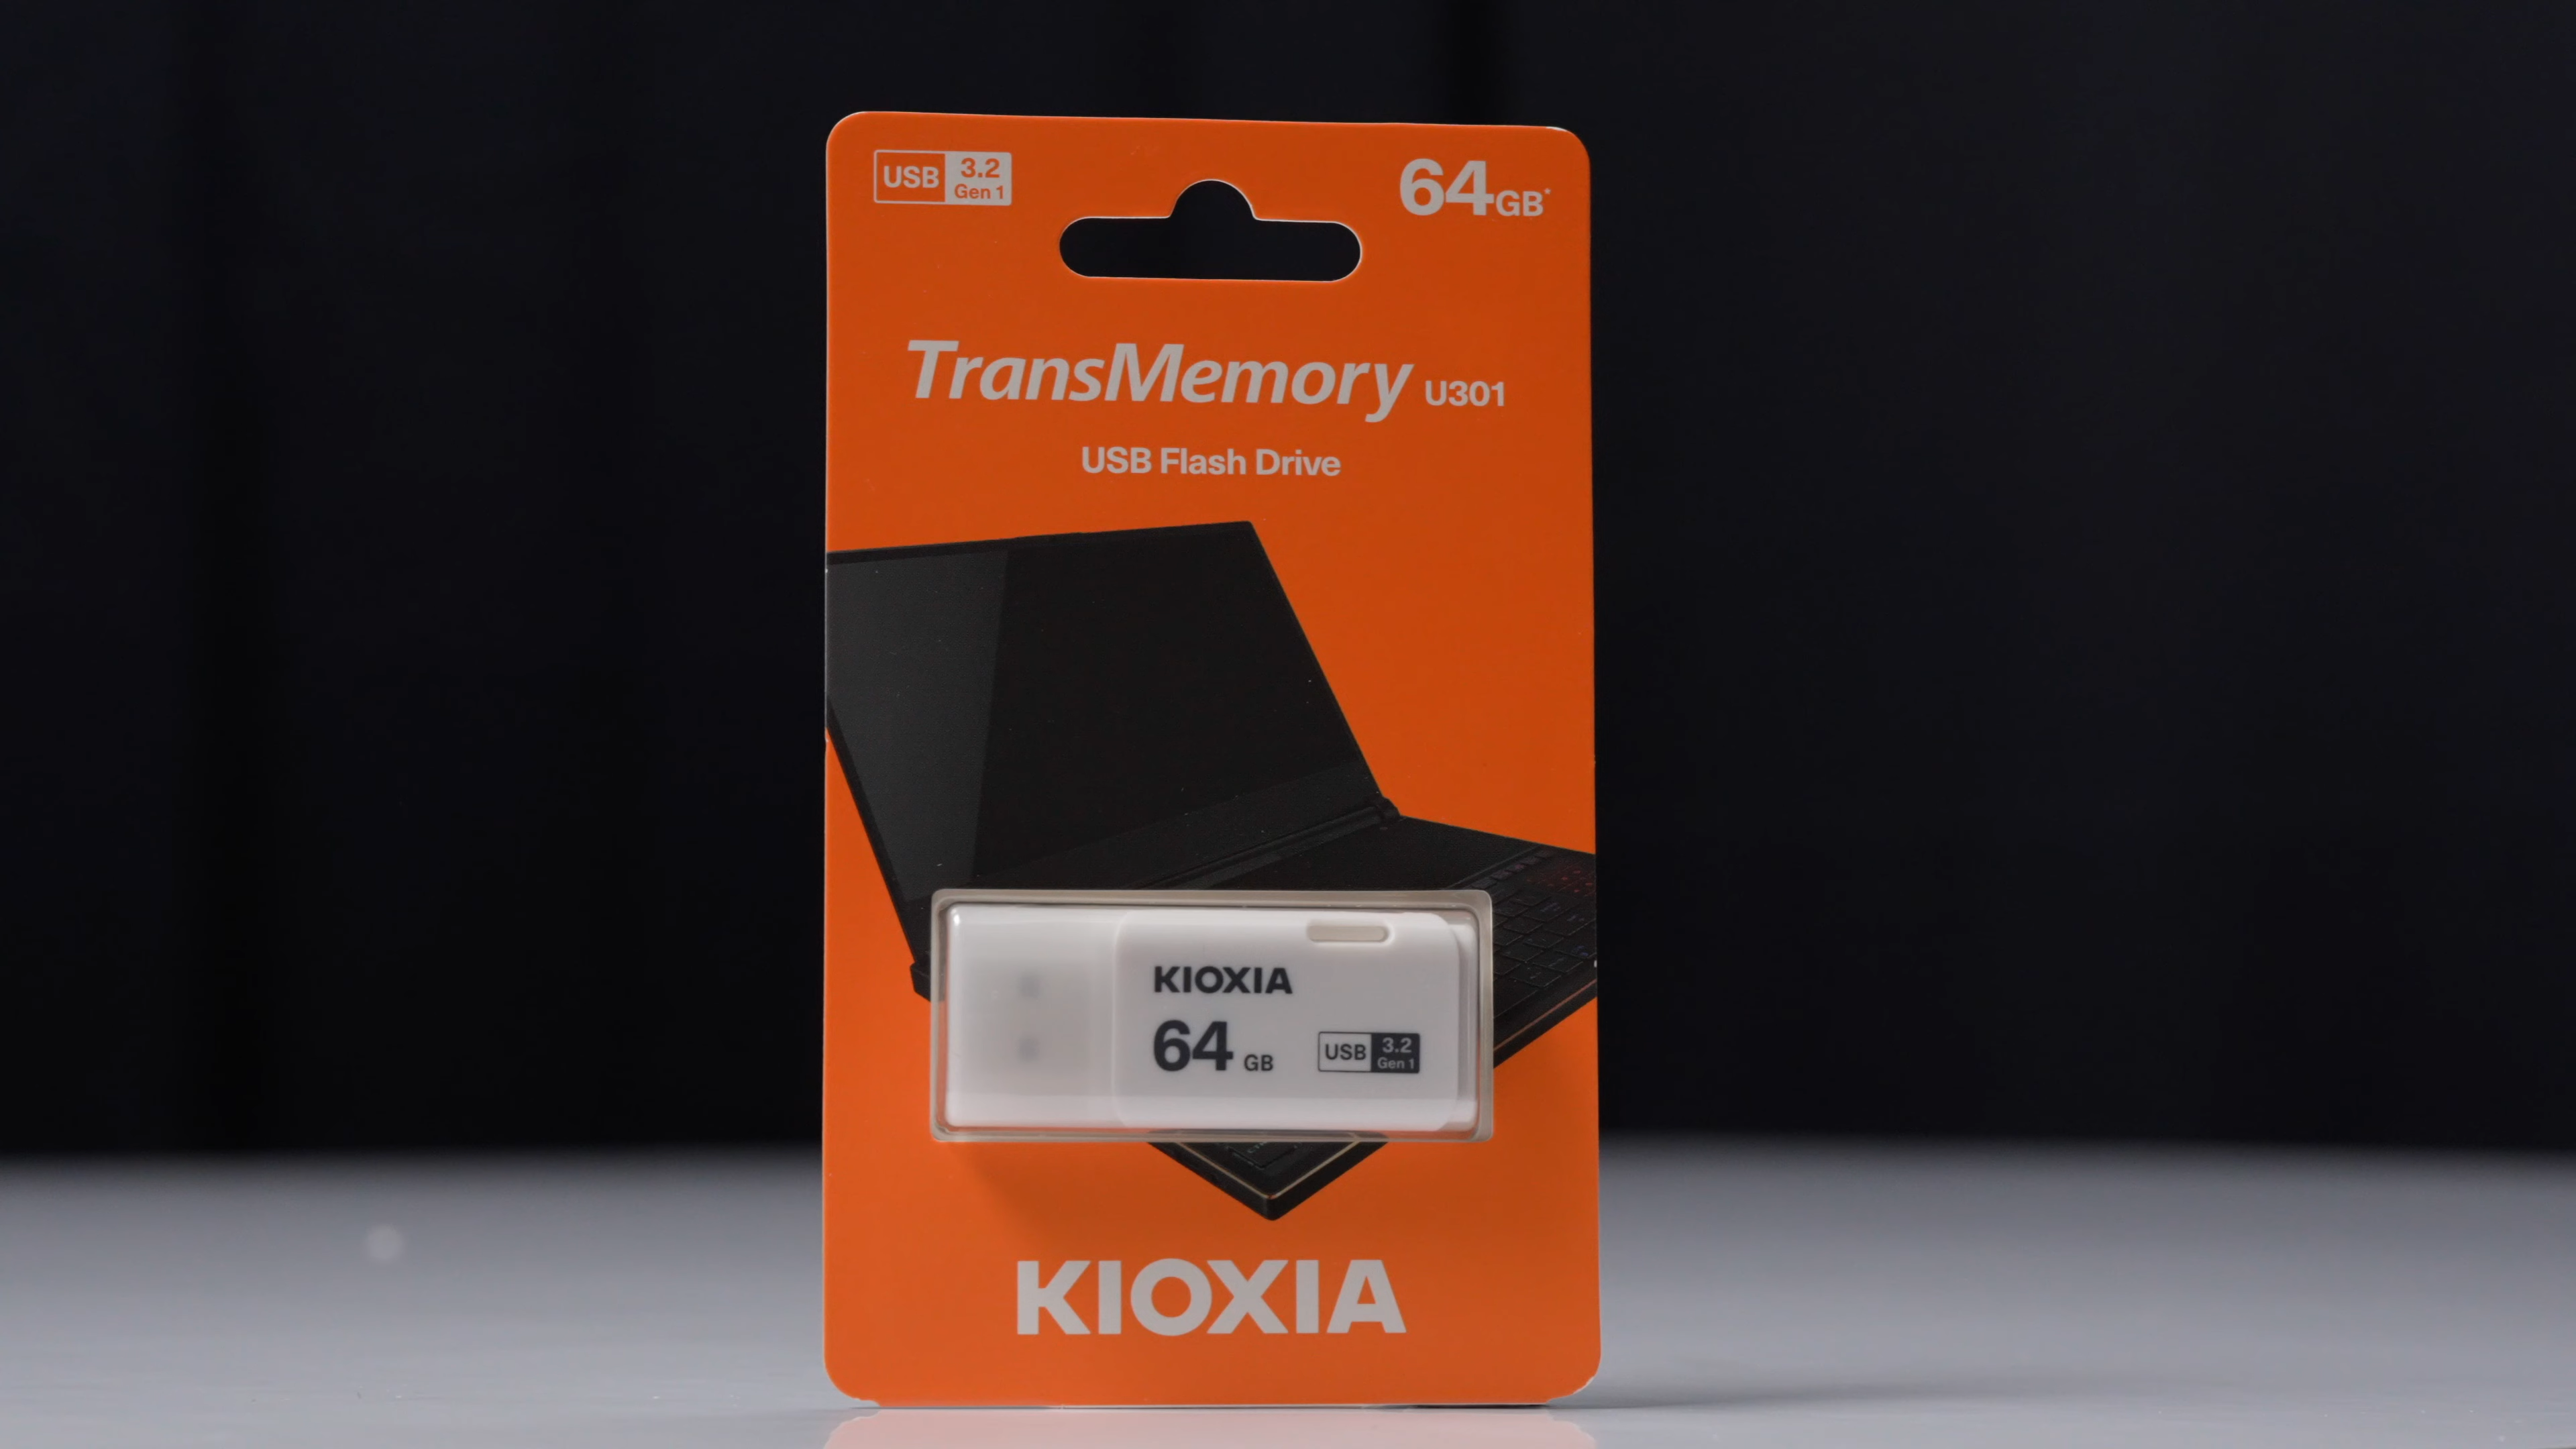 USB 3.2 Gen 1
64GB*
TransMemory U301
USB Flash Drive
KIOXIA
64 GB
USB 3.2 Gen 1
KIOXIA